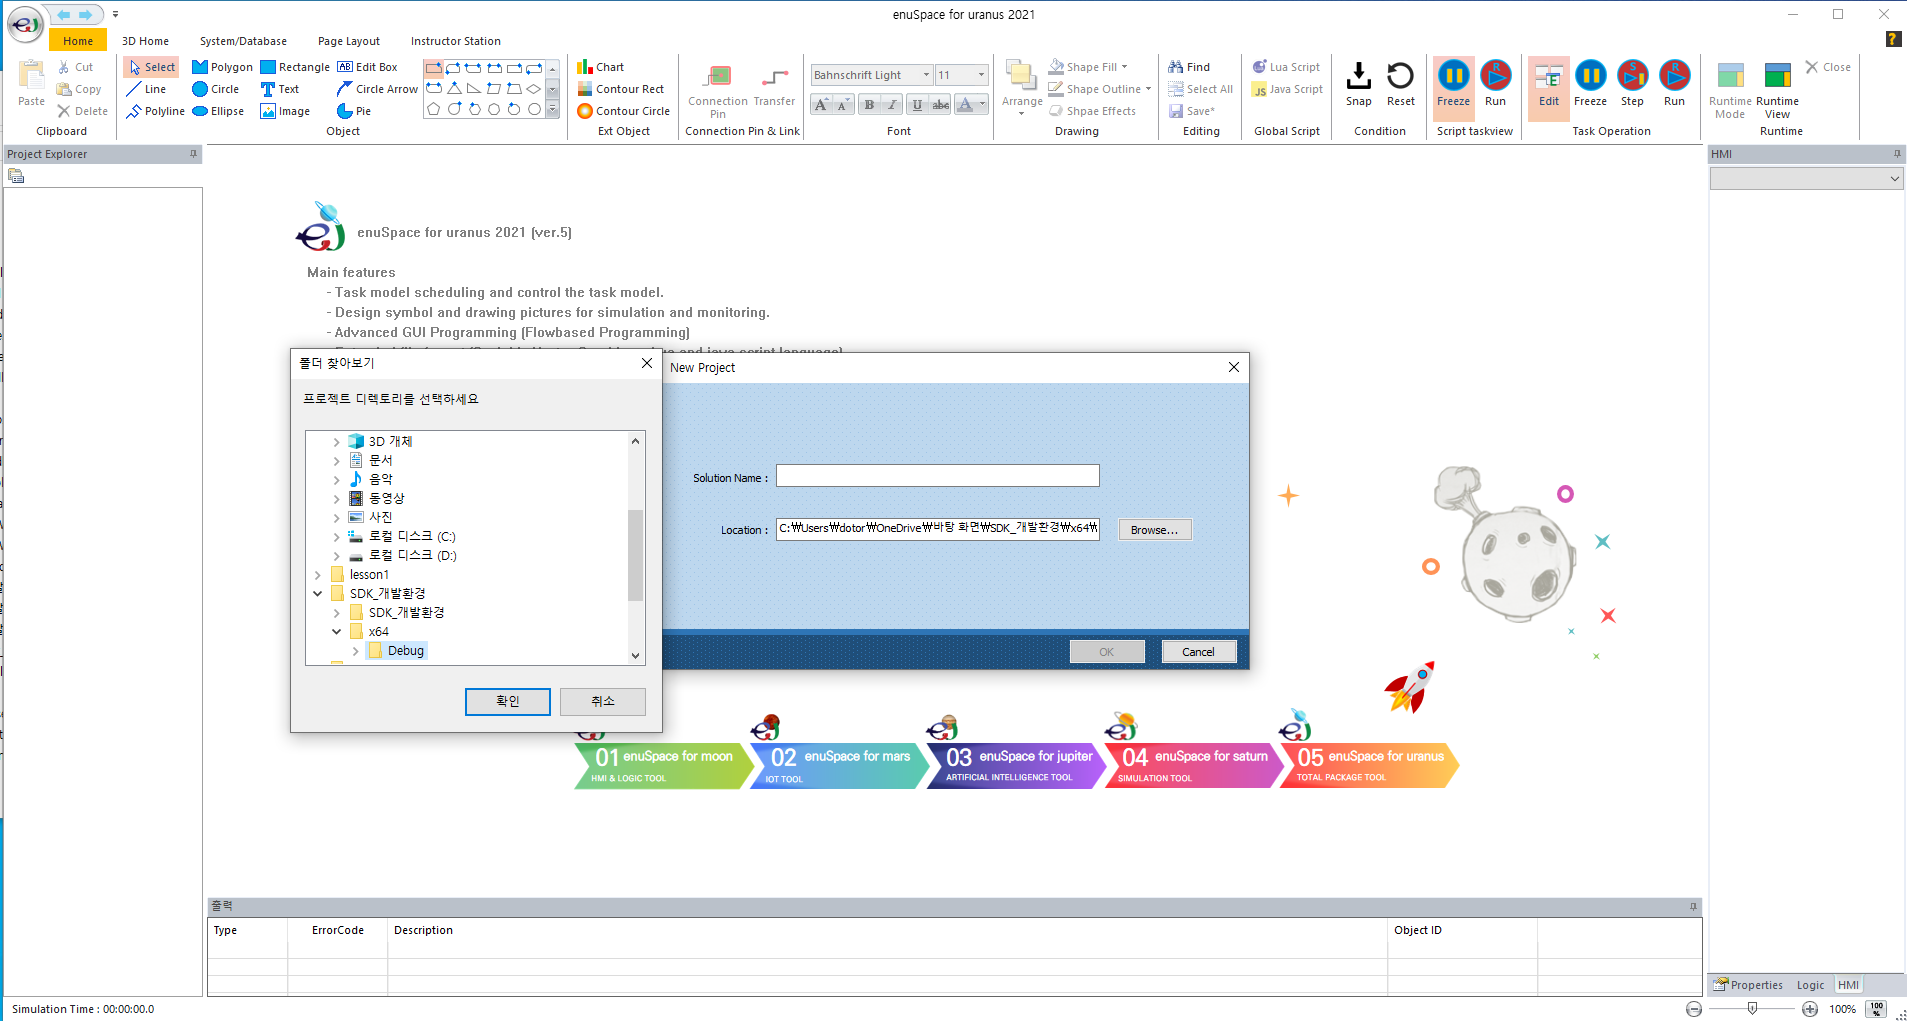 enuSpace for uranus 2021
Home 3D Home System/Database Page Layout Instructor Station
Paste Cut Copy Delete
Clipboard
Select Polygon Rectangle Edit Box
Line Circle Text Circle Arrow
Polyline Ellipse Image Pie
Object
Chart
Contour Rect
Contour Circle
Ext Object
Connection Pin Transfer
Connection Pin & Link
Bahnschrift Light 11
B I U abc A
Font
Arrange Shape Fill
Shape Outline
Shpae Effects
Drawing
Find
Select All
Save*
Editing
Lua Script
Java Script
Global Script
Snap Reset
Condition
Freeze Run
Script taskview
Edit Freeze Step Run
Task Operation
Runtime Mode Runtime View Close
Runtime
Project Explorer
HMI
enuSpace for uranus 2021 (ver.5)
Main features
- Task model scheduling and control the task model.
- Design symbol and drawing pictures for simulation and monitoring.
- Advanced GUI Programming (Flowbased Programming)
폴더 찾아보기
프로젝트 디렉토리를 선택하세요
3D 개체
문서
음악
동영상
사진
로컬 디스크 (C:)
로컬 디스크 (D:)
lesson1
SDK_개발환경
SDK_개발환경
x64
Debug
확인 취소
New Project
Solution Name :
Location : C:₩Users₩dotor₩OneDrive₩바탕 화면₩SDK_개발환경₩x64₩ Browse...
OK Cancel
01 enuSpace for moon
HMI & LOGIC TOOL
02 enuSpace for mars
IOT TOOL
03 enuSpace for jupiter
ARTIFICIAL INTELLIGENCE TOOL
04 enuSpace for saturn
SIMULATION TOOL
05 enuSpace for uranus
TOTAL PACKAGE TOOL
출력
Type ErrorCode Description Object ID
Properties Logic HMI
Simulation Time : 00:00:00.0
100% 100 %